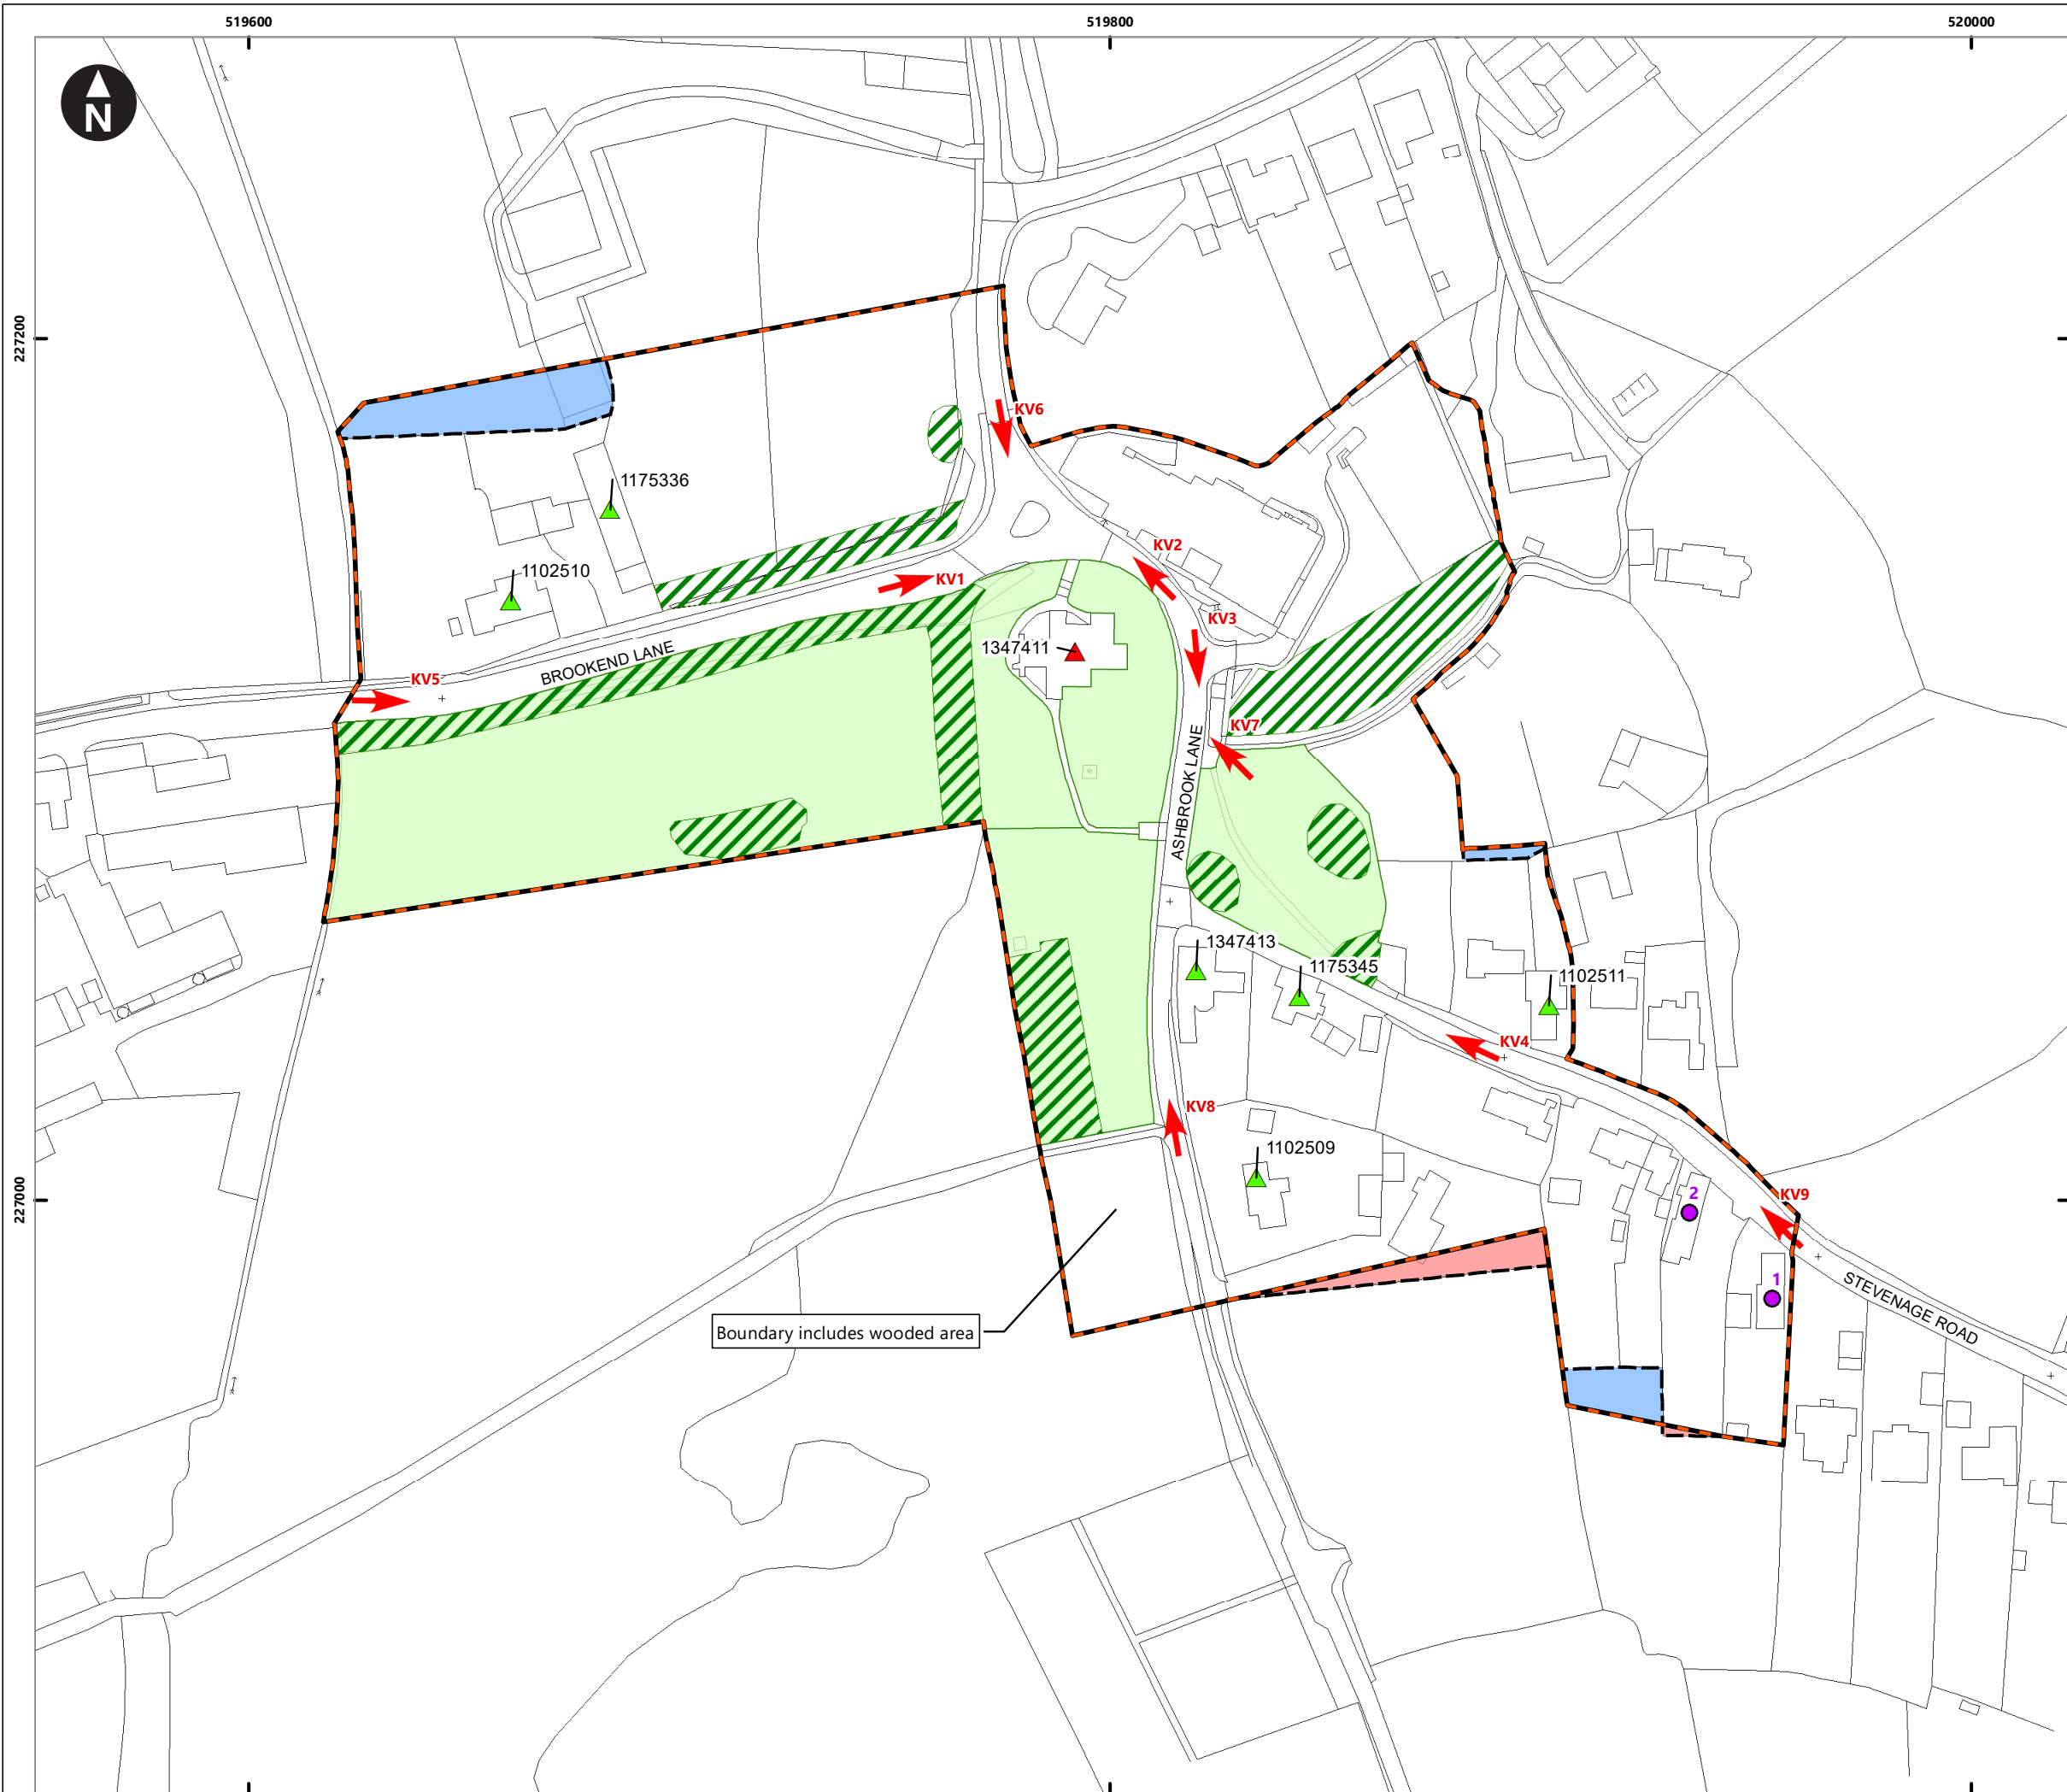 519600
519800
520000
N
227200
KV6
1175336
KV2
1102510
KV1
KV3
1347411
BROOKEND LANE
KV5
KV7
ASHBROOK LANE
1347413
1175345
1102511
KV4
KV8
1102509
227000
2
KV9
1
STEVENAGE ROAD
Boundary includes wooded area